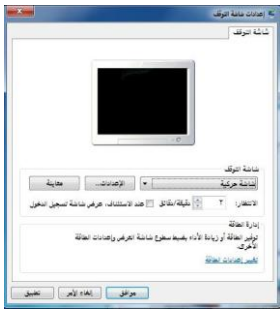 إعدادات شاشة التوقف
شاشة التوقف
شاشة التوقف
شاشة حركية
الإعدادات...
معاينة
الانتظار:
٢
دقيقة/دقائق
عند الاستئناف، عرض شاشة تسجيل الدخول
إدارة الطاقة
توفير الطاقة أو زيادة الأداء بضبط سطوع شاشة العرض وإعدادات الطاقة
الأخرى.
تغيير إعدادات الطاقة
موافق
إلغاء الأمر
تطبيق